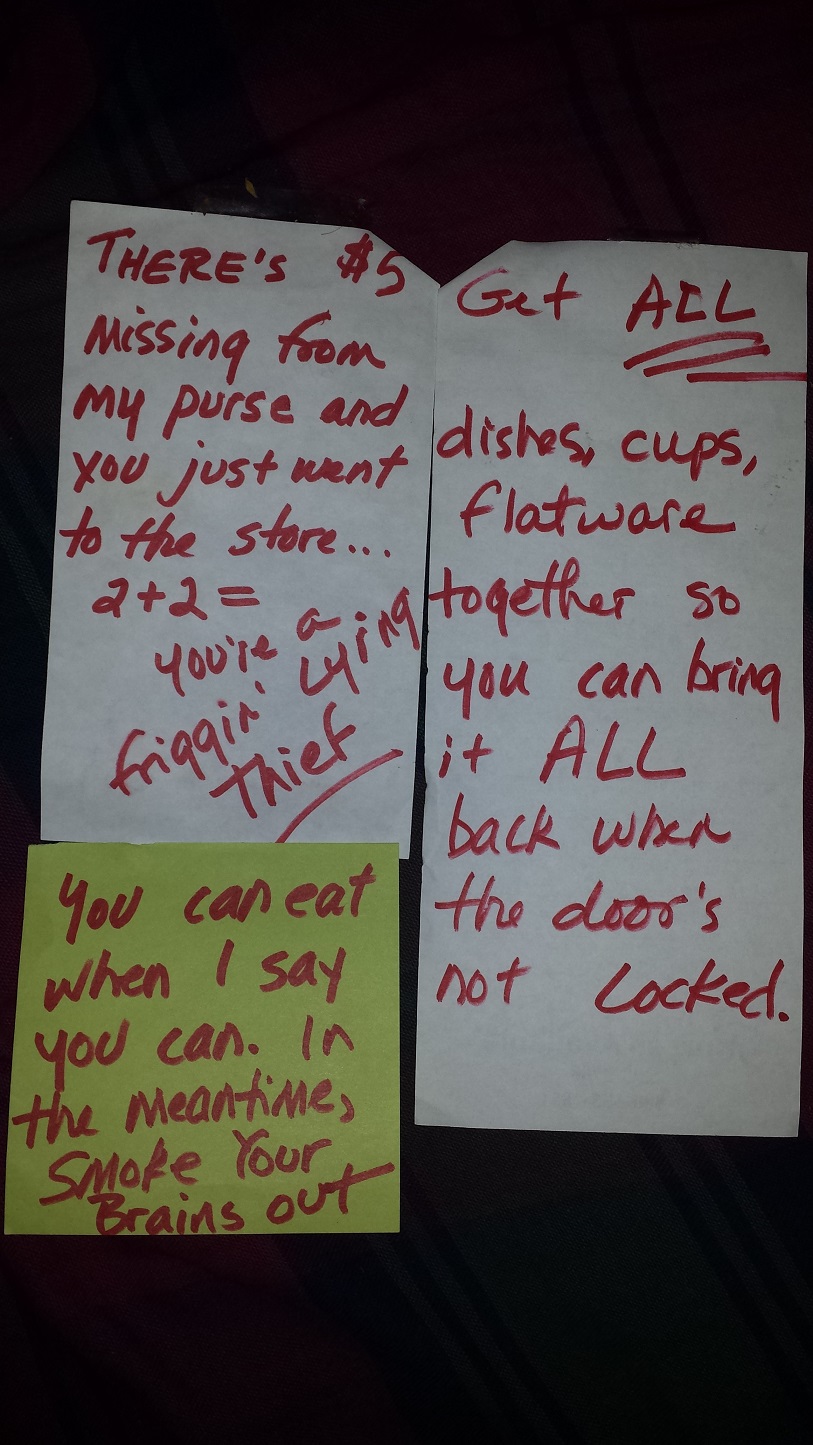 THERE'S $5
Missing from
My purse and
you just went
to the store...
2+2=
you're a
friggin' Lying
thief
Get ALL
dishes, cups,
flatware
together so
you can bring
it ALL
back when
the door's
not Locked.
You can eat
when I say
you can. In
the Meantime,
Smoke Your
Brains out